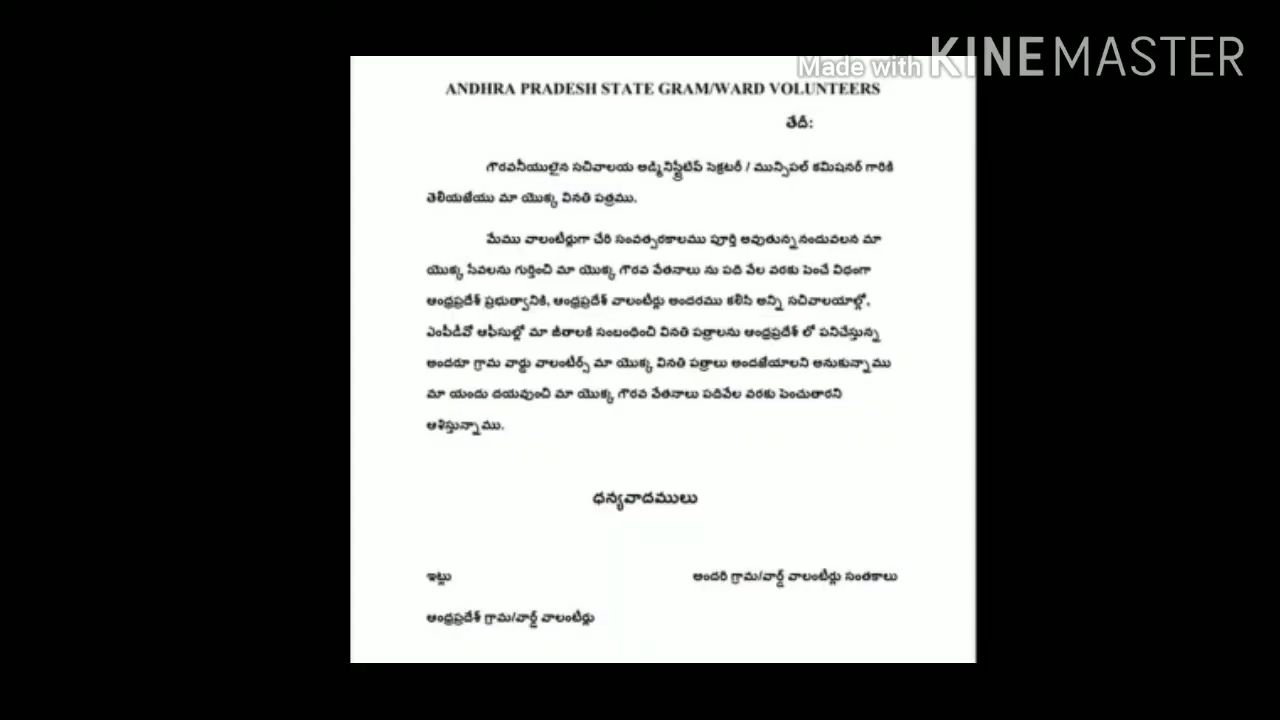 Made with KINEMASTER
ANDHRA PRADESH STATE GRAM/WARD VOLUNTEERS
తేదీ:
గౌరవనీయులైన సచివాలయ అడ్మినిస్ట్రేటివ్ సెక్రటరీ / మున్సిపల్ కమిషనర్ గారికి
తెలియజేయు మా యొక్క వినతి పత్రము.
మేము వాలంటీర్లుగా చేరి సంవత్సరకాలము పూర్తి అవుతున్ననందువలన మా
యొక్క సేవలను గుర్తించి మా యొక్క గౌరవ వేతనాలు ను పది వేల వరకు పెంచే విధంగా
ఆంధ్రప్రదేశ్ ప్రభుత్వానికి, ఆంధ్రప్రదేశ్ వాలంటీర్లు అందరము కలిసి అన్ని సచివాలయాల్లో,
ఎంపీడీవో ఆఫీసుల్లో మా జీతాలకి సంబంధించి వినతి పత్రాలను ఆంధ్రప్రదేశ్ లో పనిచేస్తున్న
అందరూ గ్రామ వార్డు వాలంటీర్స్ మా యొక్క వినతి పత్రాలు అందజేయాలని అనుకున్నాము
మా యందు దయవుంచి మా యొక్క గౌరవ వేతనాలు పదివేల వరకు పెంచుతారని
ఆశిస్తున్నాము.
ధన్యవాదములు
ఇట్లు అందరి గ్రామ/వార్డ్ వాలంటీర్లు సంతకాలు
ఆంధ్రప్రదేశ్ గ్రామ/వార్డ్ వాలంటీర్లు